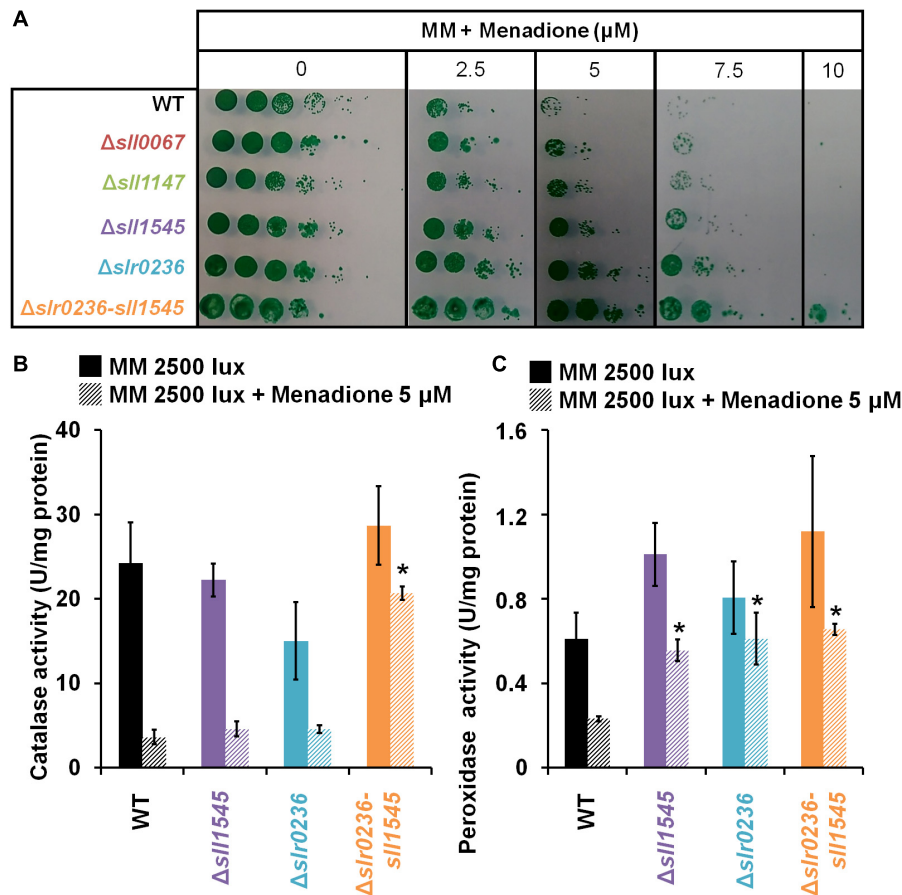 A
MM + Menadione (µM)
0 2.5 5 7.5 10
WT
Δsll0067
Δsll1147
Δsll1545
Δslr0236
Δslr0236-sll1545
B
MM 2500 lux
MM 2500 lux + Menadione 5 µM
Catalase activity (U/mg protein)
40
30
20
10
0
*
WT
Δsll1545
Δslr0236
Δslr0236-
sll1545
C
MM 2500 lux
MM 2500 lux + Menadione 5 µM
Peroxidase activity (U/mg protein)
1.6
1.2
0.8
0.4
0
*
*
*
WT
Δsll1545
Δslr0236
Δslr0236-
sll1545